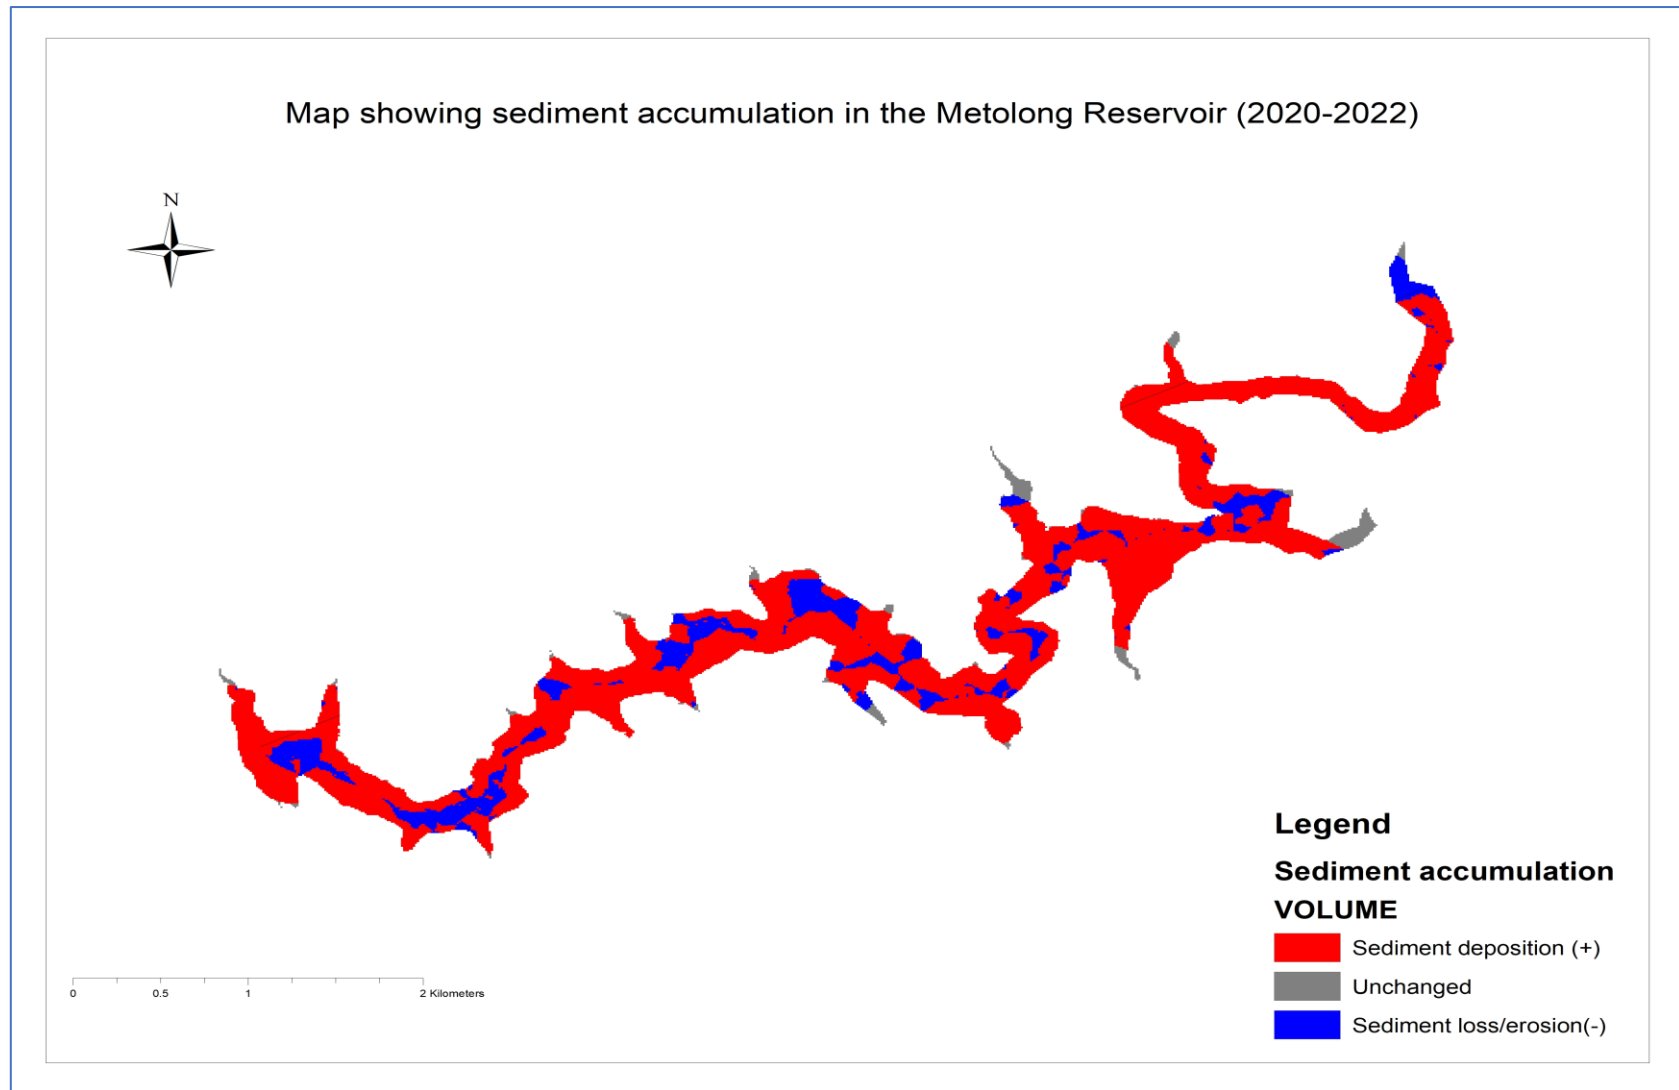 Map showing sediment accumulation in the Metolong Reservoir (2020-2022)
N
Legend
Sediment accumulation
VOLUME
Sediment deposition (+)
Unchanged
Sediment loss/erosion(-)
0 0.5 1 2 Kilometers